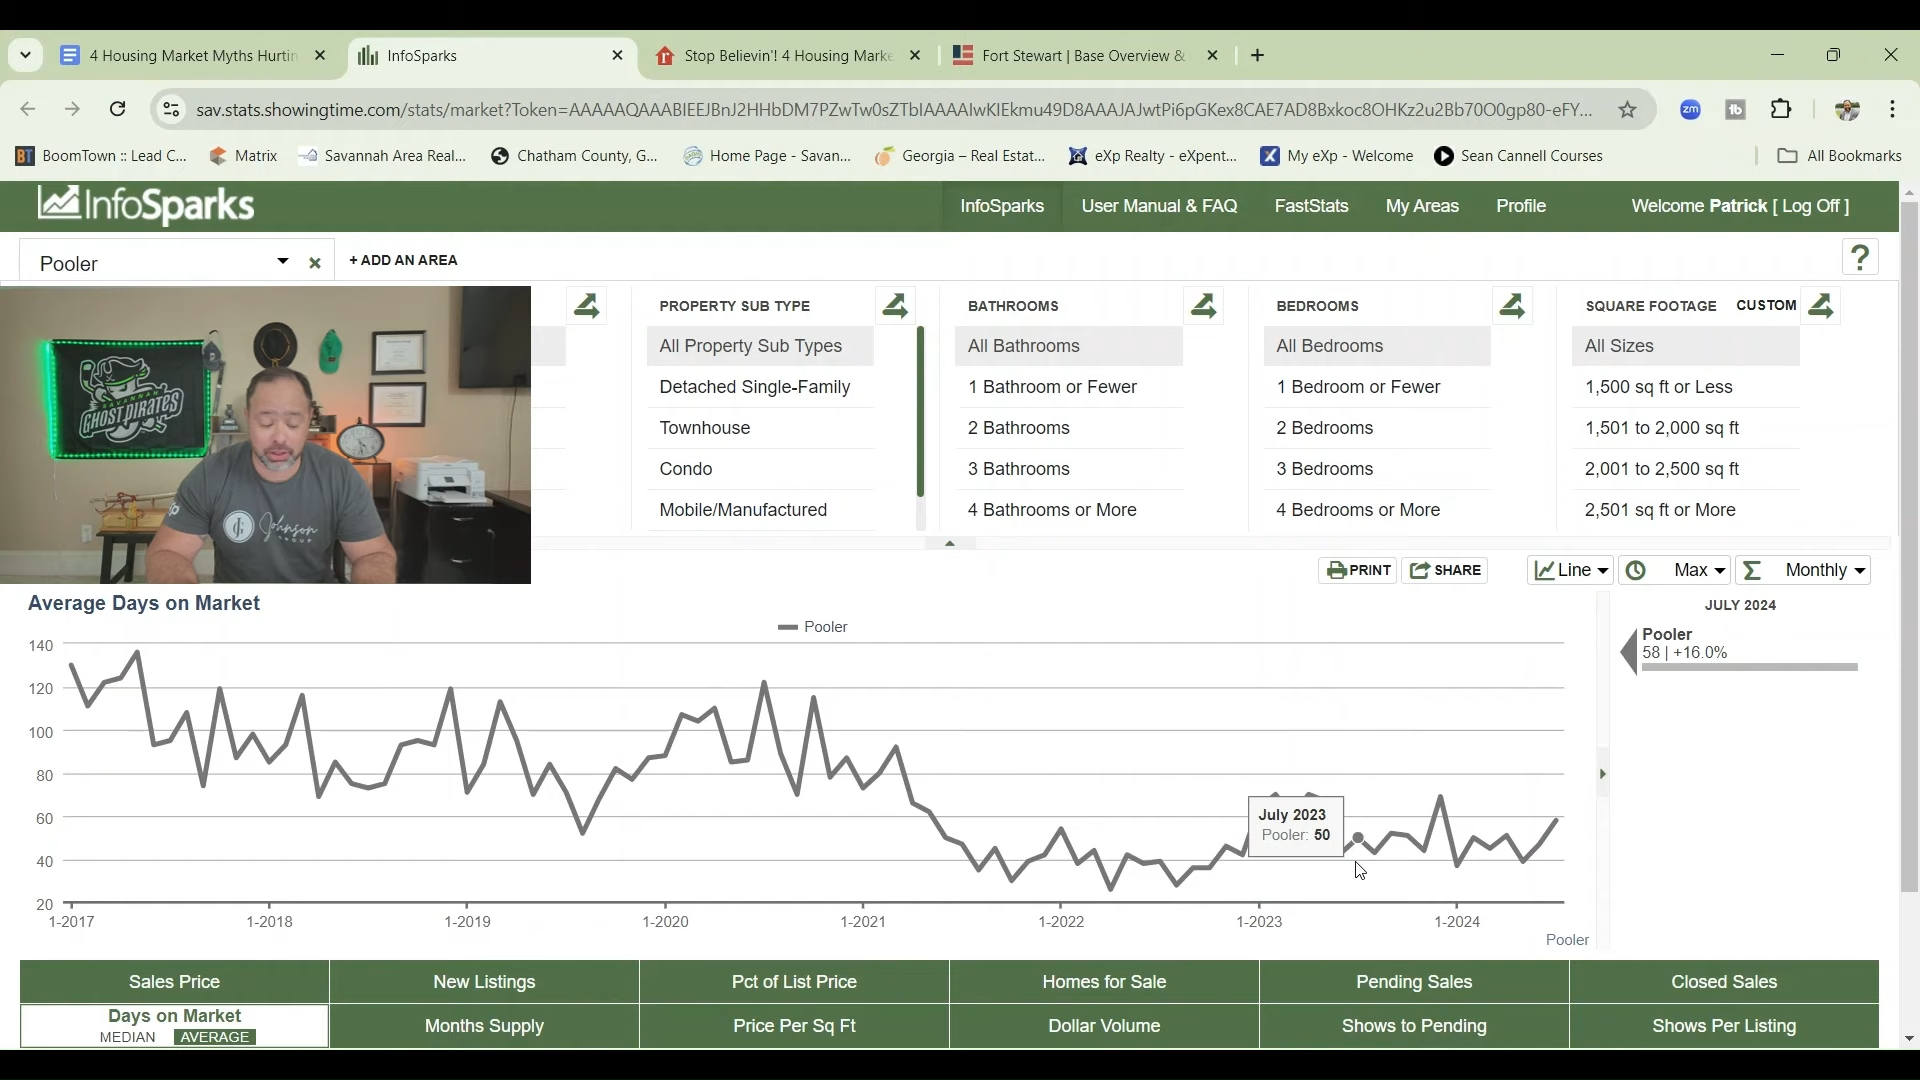 4 Housing Market Myths Hurtin
InfoSparks
Stop Believin'! 4 Housing Marke
Fort Stewart | Base Overview &
sav.stats.showingtime.com/stats/market?Token=AAAAAQAAABIEEJBnJ2HHbDM7PZwTw0sZTbIAAAAIwKIEkmu49D8AAAJAJwtPi6pGKex8CAE7AD8Bxkoc8OHKz2u2Bb70O0gp80-eFY...
zm
tb
BT BoomTown :: Lead C...
Matrix
Savannah Area Real...
Chatham County, G...
Home Page - Savan...
Georgia – Real Estat...
eXp Realty - eXpent...
X My eXp - Welcome
Sean Cannell Courses
All Bookmarks
InfoSparks
InfoSparks
User Manual & FAQ
FastStats
My Areas
Profile
Welcome Patrick [ Log Off ]
Pooler
+ ADD AN AREA
?
PROPERTY SUB TYPE
BATHROOMS
BEDROOMS
SQUARE FOOTAGE CUSTOM
All Property Sub Types
All Bathrooms
All Bedrooms
All Sizes
Detached Single-Family
1 Bathroom or Fewer
1 Bedroom or Fewer
1,500 sq ft or Less
Townhouse
2 Bathrooms
2 Bedrooms
1,501 to 2,000 sq ft
Condo
3 Bathrooms
3 Bedrooms
2,001 to 2,500 sq ft
Mobile/Manufactured
4 Bathrooms or More
4 Bedrooms or More
2,501 sq ft or More
SAVANNAH
GHOST PIRATES
JG Johnson
GROUP
PRINT
SHARE
Line
Max
Σ Monthly
Average Days on Market
Pooler
JULY 2024
Pooler
58 | +16.0%
140
120
100
80
60
40
20
July 2023
Pooler: 50
1-2017
1-2018
1-2019
1-2020
1-2021
1-2022
1-2023
1-2024
Pooler
Sales Price
New Listings
Pct of List Price
Homes for Sale
Pending Sales
Closed Sales
Days on Market
MEDIAN AVERAGE
Months Supply
Price Per Sq Ft
Dollar Volume
Shows to Pending
Shows Per Listing